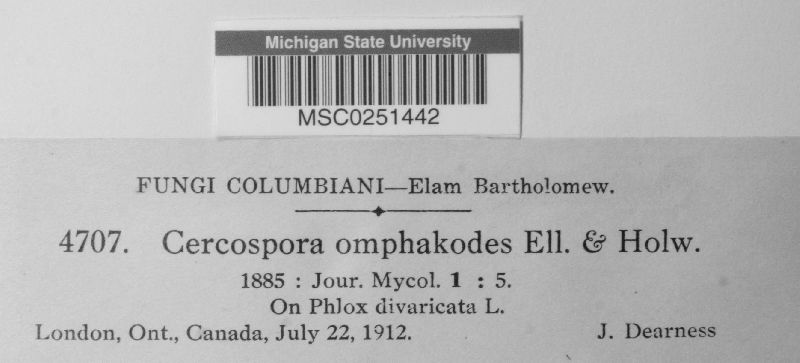 Michigan State University
MSC0251442
FUNGI COLUMBIANI—Elam Bartholomew.
4707. Cercospora omphakodes Ell. & Holw.
1885 : Jour. Mycol. 1 : 5.
On Phlox divaricata L.
London, Ont., Canada, July 22, 1912. J. Dearness